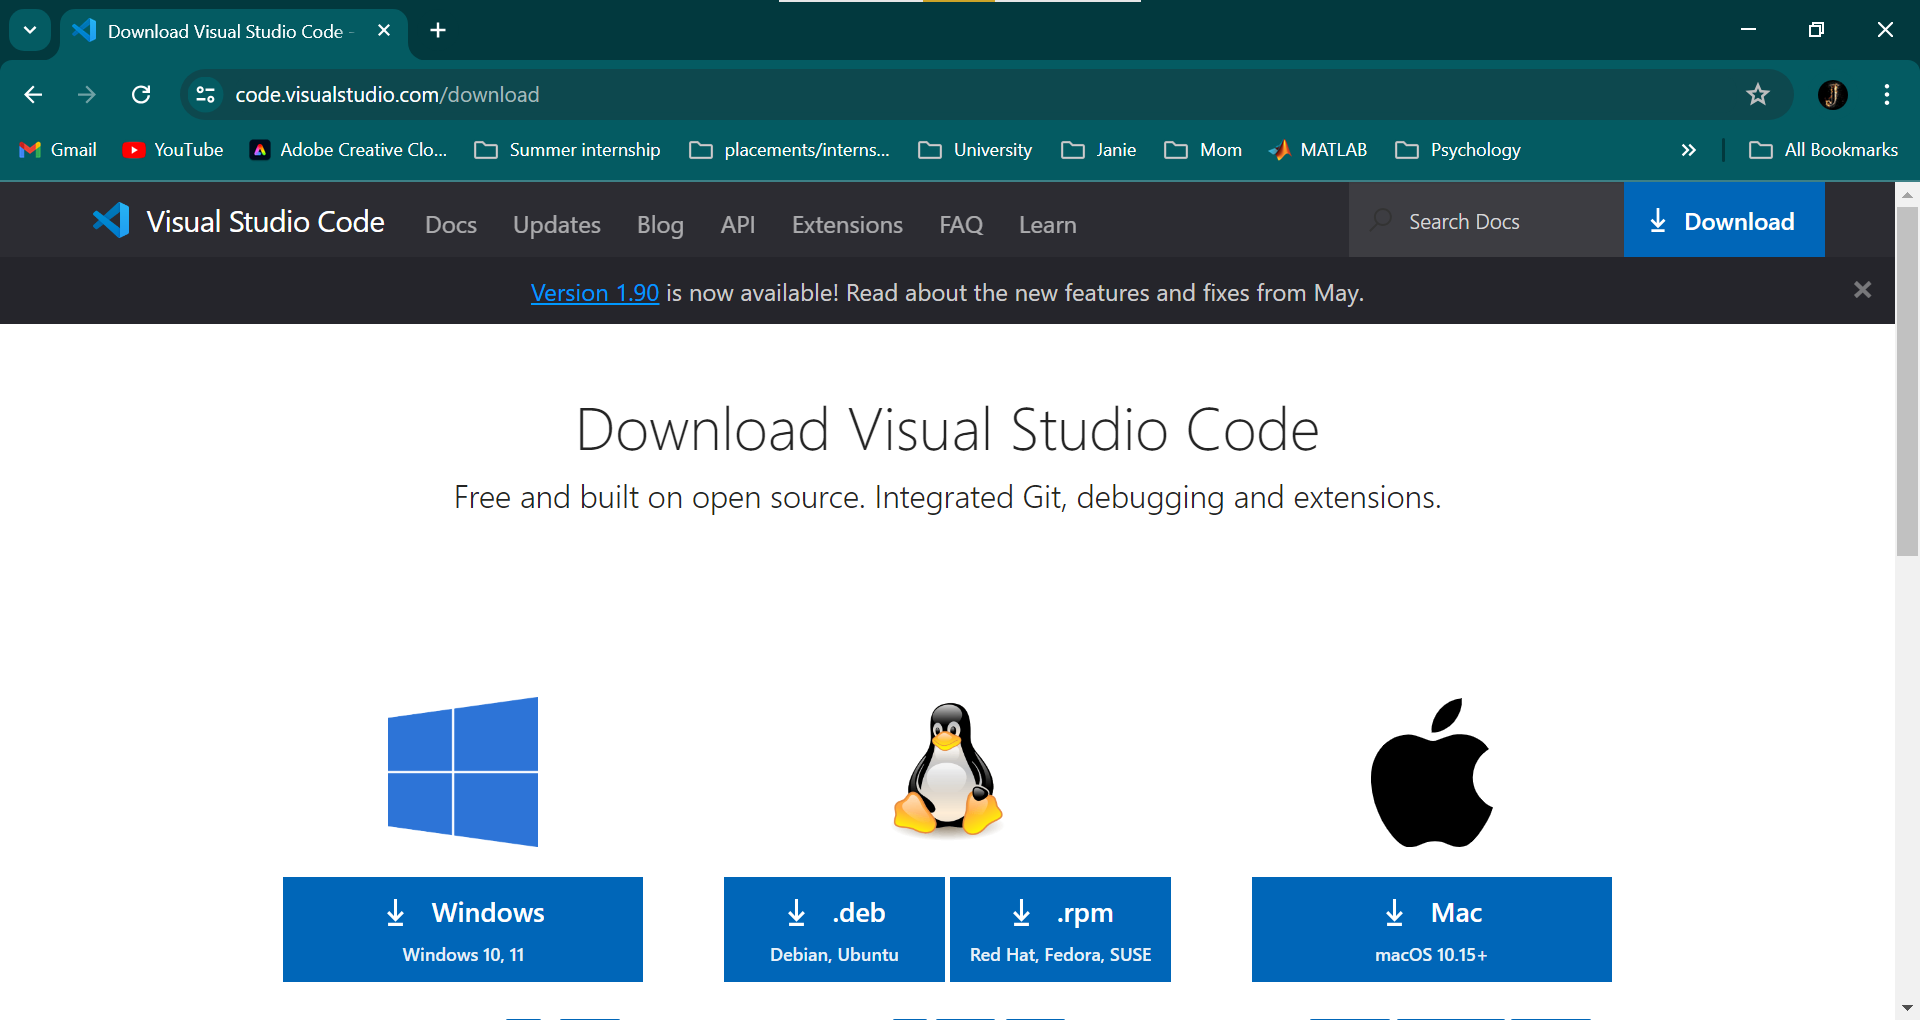 Download Visual Studio Code -
code.visualstudio.com/download
Gmail YouTube Adobe Creative Clo... Summer internship placements/interns... University Janie Mom MATLAB Psychology All Bookmarks
Visual Studio Code Docs Updates Blog API Extensions FAQ Learn Search Docs Download
Version 1.90 is now available! Read about the new features and fixes from May.
Download Visual Studio Code
Free and built on open source. Integrated Git, debugging and extensions.
Windows
Windows 10, 11
.deb
Debian, Ubuntu
.rpm
Red Hat, Fedora, SUSE
Mac
macOS 10.15+